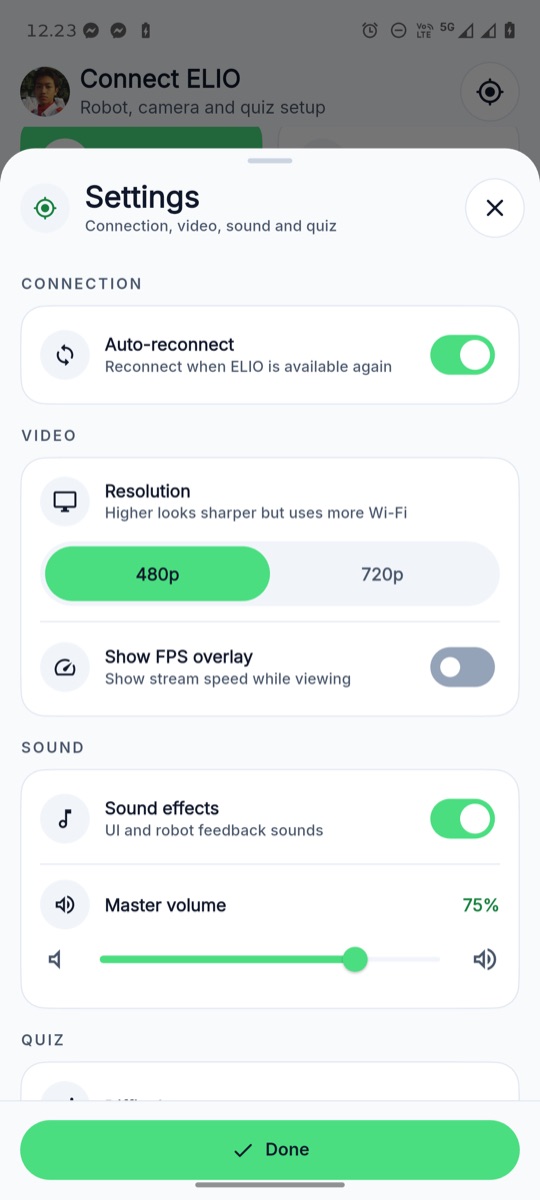 12.23
Vo))
LTE
5G
Connect ELIO
Robot, camera and quiz setup
Settings
Connection, video, sound and quiz
CONNECTION
Auto-reconnect
Reconnect when ELIO is available again
VIDEO
Resolution
Higher looks sharper but uses more Wi-Fi
480p
720p
Show FPS overlay
Show stream speed while viewing
SOUND
Sound effects
UI and robot feedback sounds
Master volume
75%
QUIZ
Done